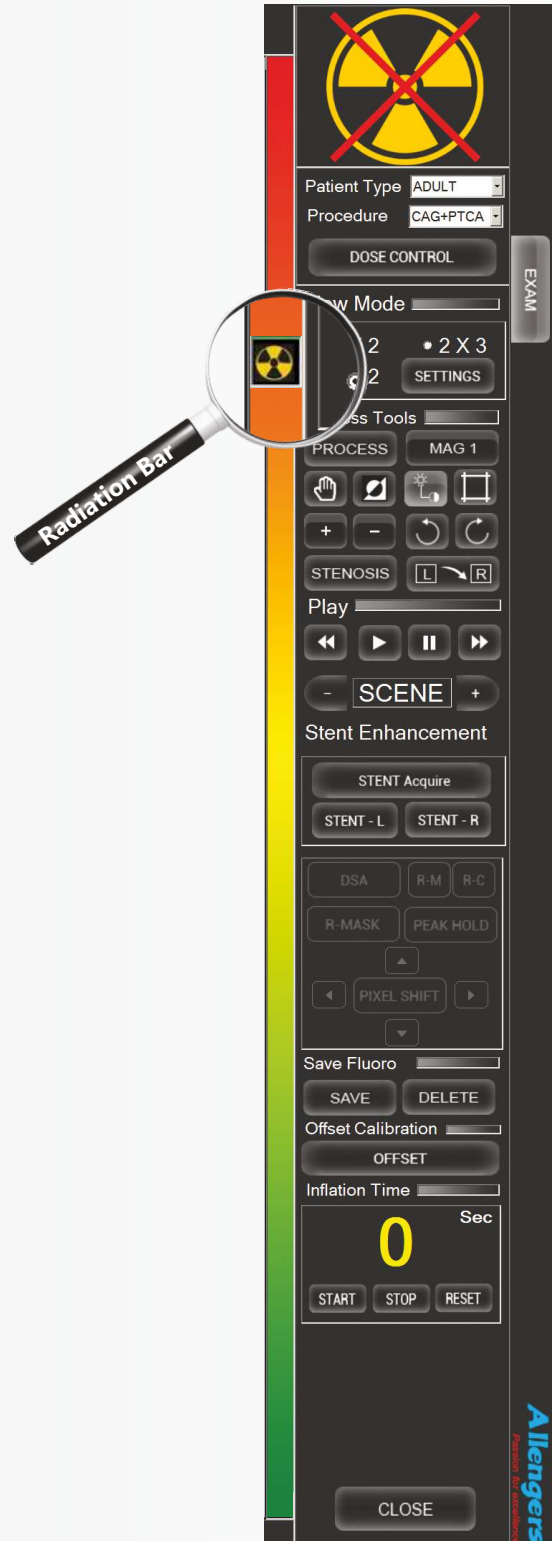 Patient Type ADULT
Procedure CAG+PTCA
DOSE CONTROL
EXAM
Mode
2 2 X 3
2 SETTINGS
Tools
PROCESS MAG 1
+ -
STENOSIS L R
Play
- SCENE +
Stent Enhancement
STENT Acquire
STENT - L STENT - R
DSA R-M R-C
R-MASK PEAK HOLD
PIXEL SHIFT
Save Fluoro
SAVE DELETE
Offset Calibration
OFFSET
Inflation Time
Sec
0
START STOP RESET
CLOSE
Radiation Bar
Allengers
Passion for excellence